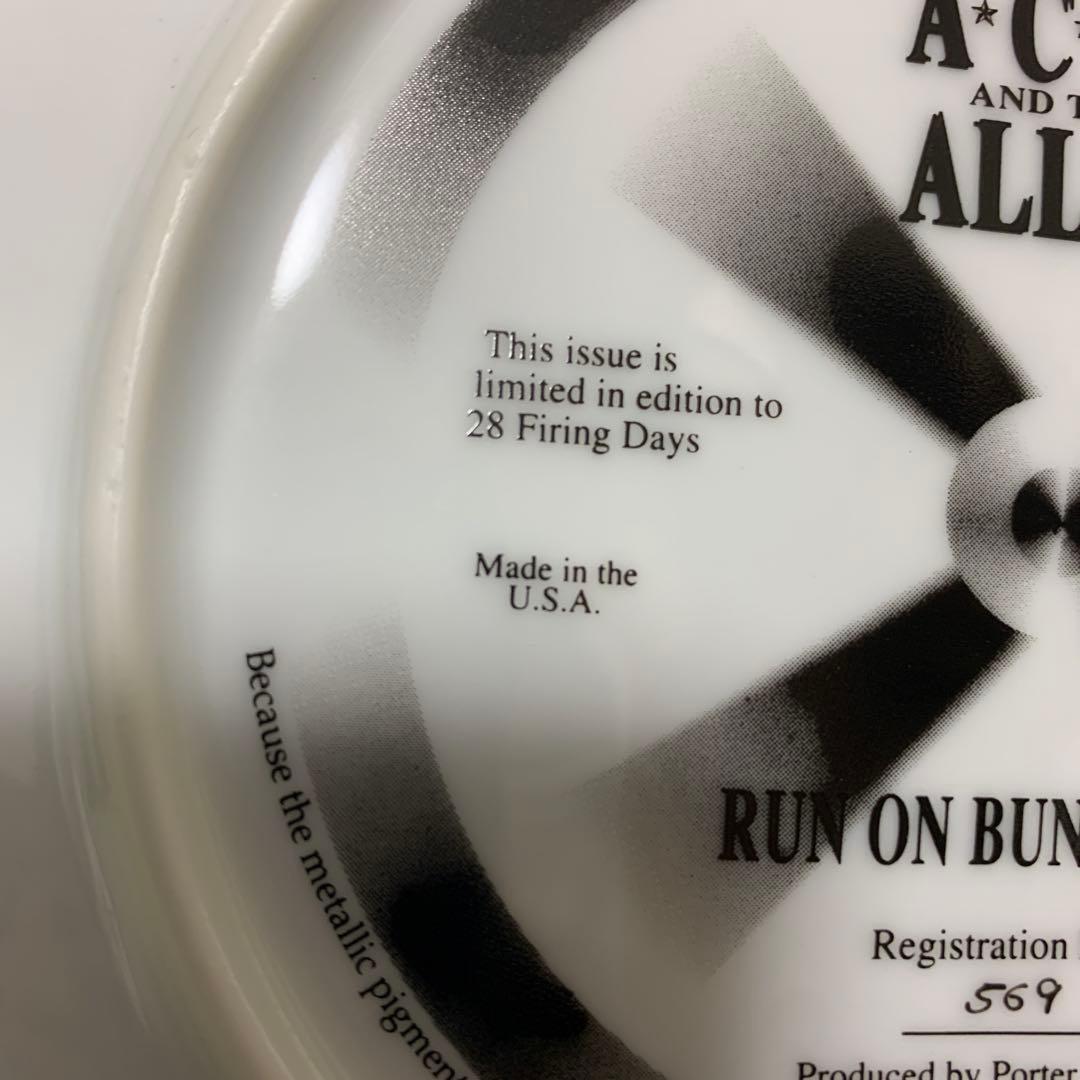 A★C★
AND T
ALL
This issue is
limited in edition to
28 Firing Days
Made in the
U.S.A.
Because the metallic pigment
RUN ON BUN
Registration
569
Produced by Porter